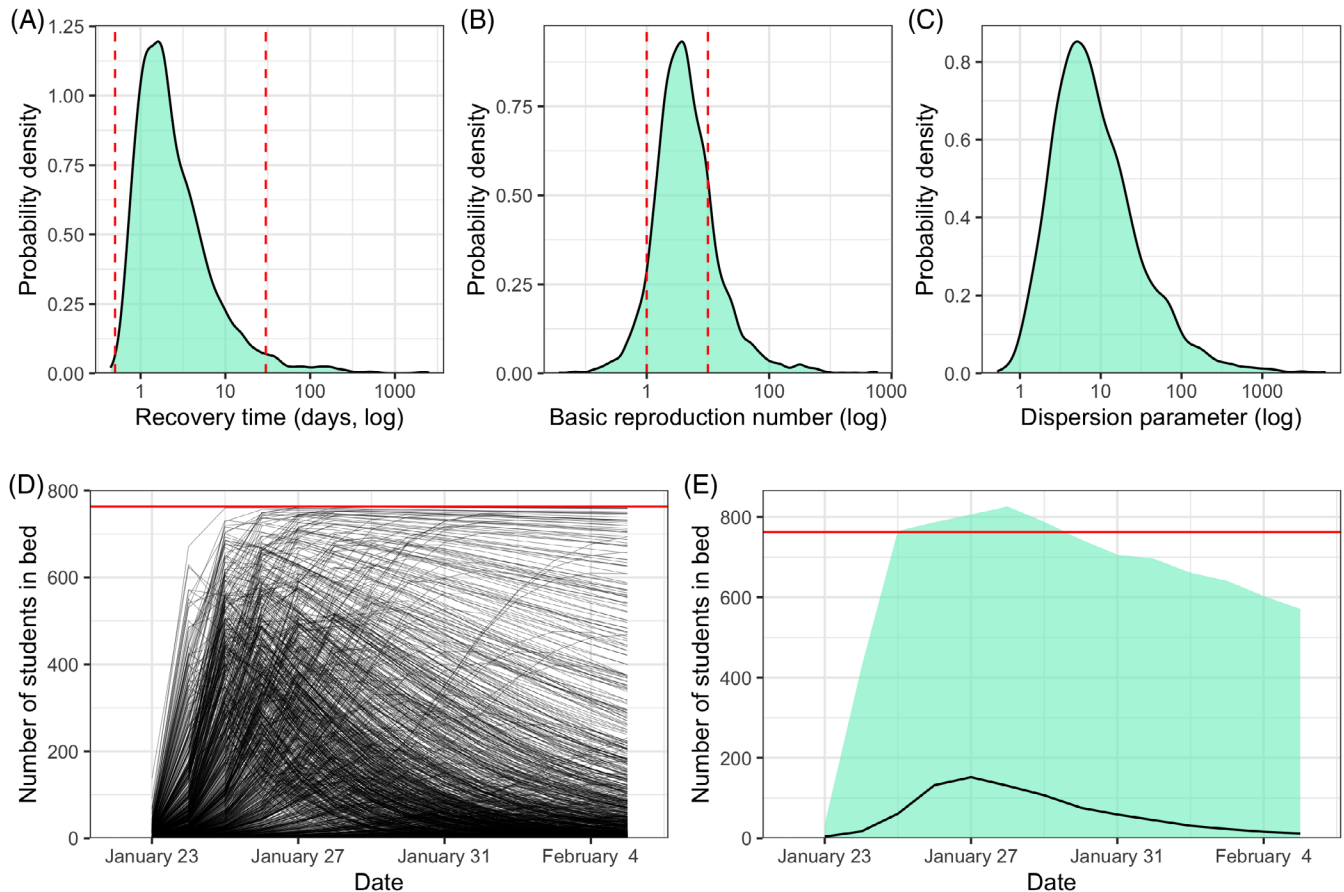 (A)
Probability density
1.25
1.00
0.75
0.50
0.25
0.00
1
10
100
1000
Recovery time (days, log)
(B)
Probability density
0.75
0.50
0.25
0.00
1
100
1000
Basic reproduction number (log)
(C)
Probability density
0.8
0.6
0.4
0.2
0.0
1
10
100
1000
Dispersion parameter (log)
(D)
Number of students in bed
800
600
400
200
0
January 23
January 27
January 31
February 4
Date
(E)
Number of students in bed
800
600
400
200
0
January 23
January 27
January 31
February 4
Date